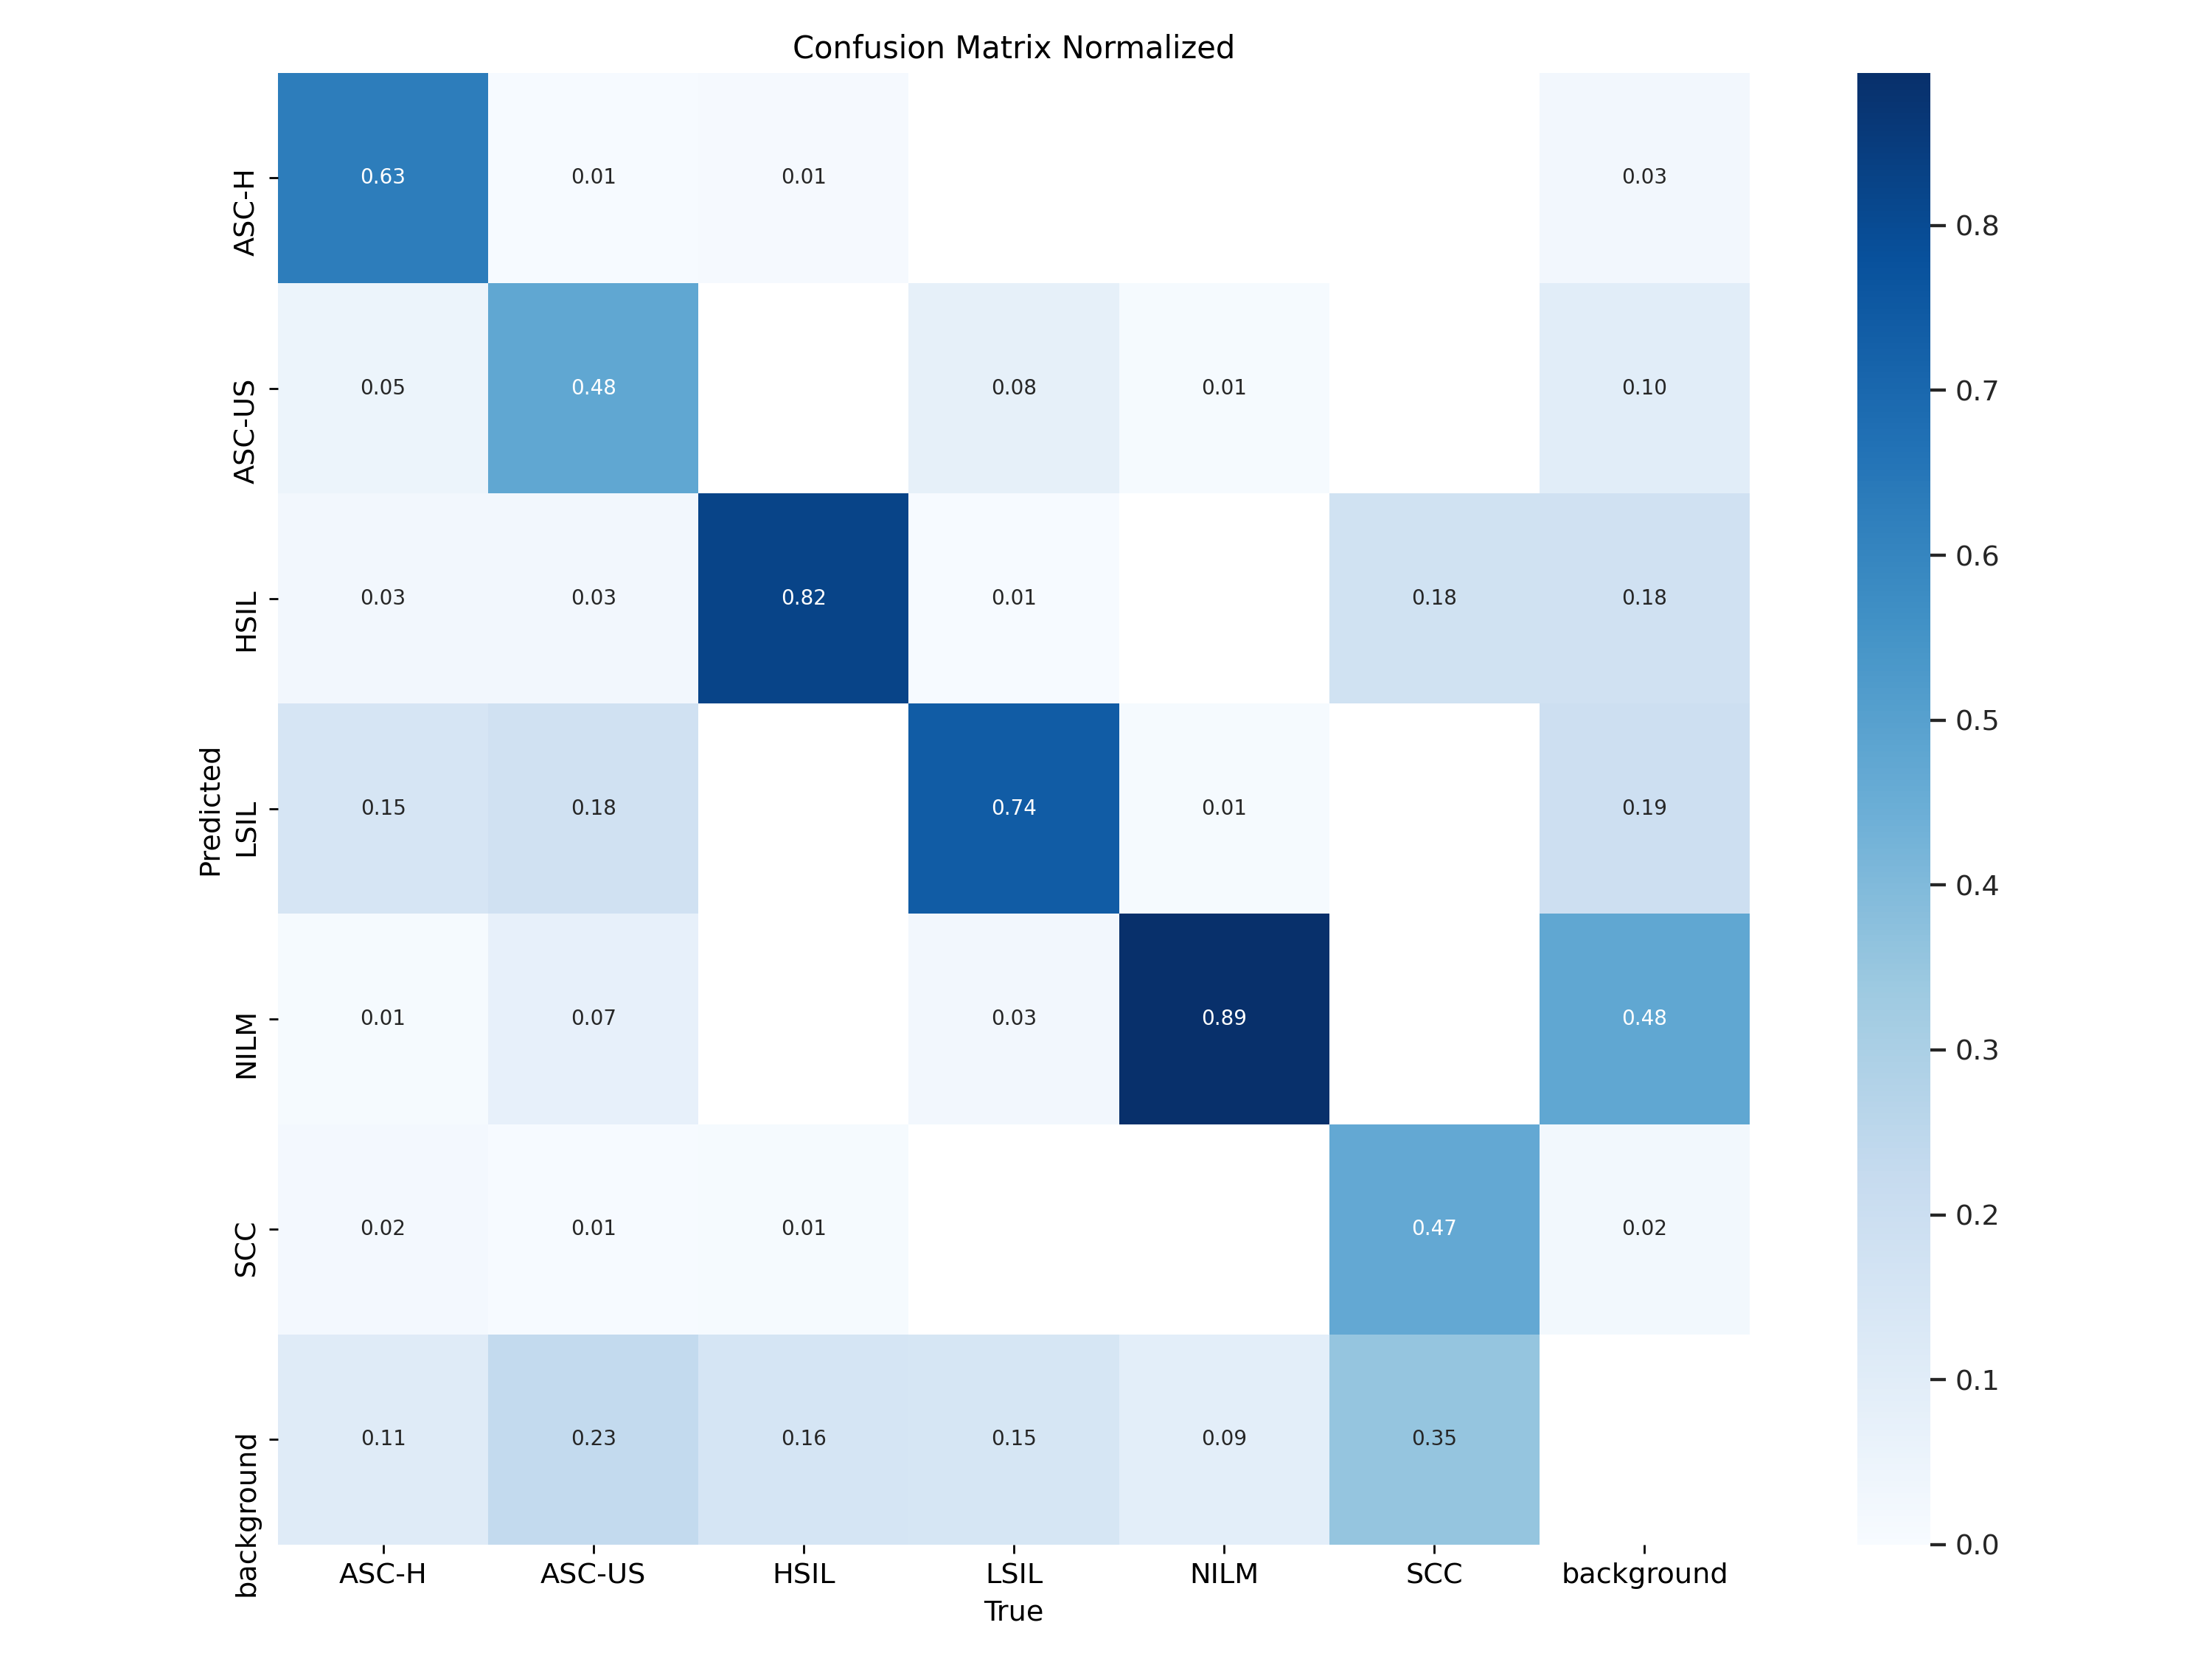 Confusion Matrix Normalized
ASC-H 0.63 0.01 0.01 0.03
ASC-US 0.05 0.48 0.08 0.01 0.10
HSIL 0.03 0.03 0.82 0.01 0.18 0.18
LSIL 0.15 0.18 0.74 0.01 0.19
NILM 0.01 0.07 0.03 0.89 0.48
SCC 0.02 0.01 0.01 0.47 0.02
background 0.11 0.23 0.16 0.15 0.09 0.35
Predicted
ASC-H ASC-US HSIL LSIL NILM SCC background
True
0.8
0.7
0.6
0.5
0.4
0.3
0.2
0.1
0.0